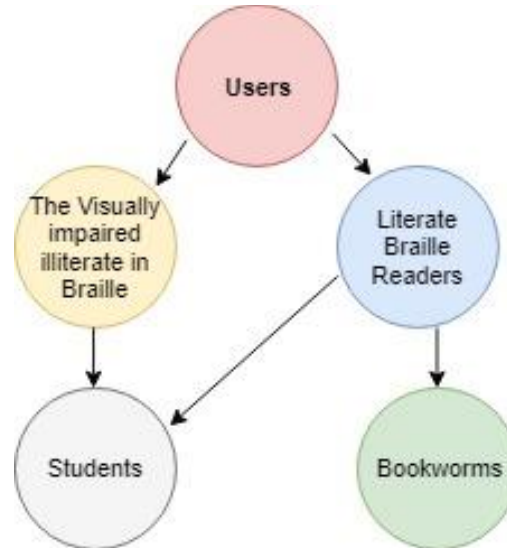 Users
The Visually
impaired
illiterate in
Braille
Literate
Braille
Readers
Students
Bookworms